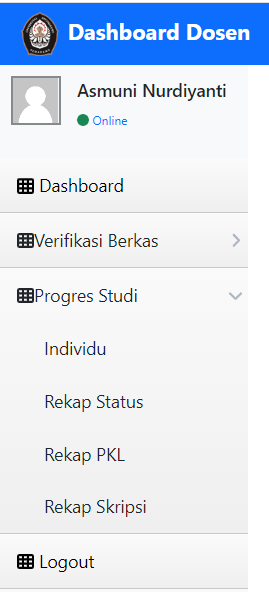 Dashboard Dosen
Asmuni Nurdiyanti
Online
Dashboard
Verifikasi Berkas
Progres Studi
Individu
Rekap Status
Rekap PKL
Rekap Skripsi
Logout